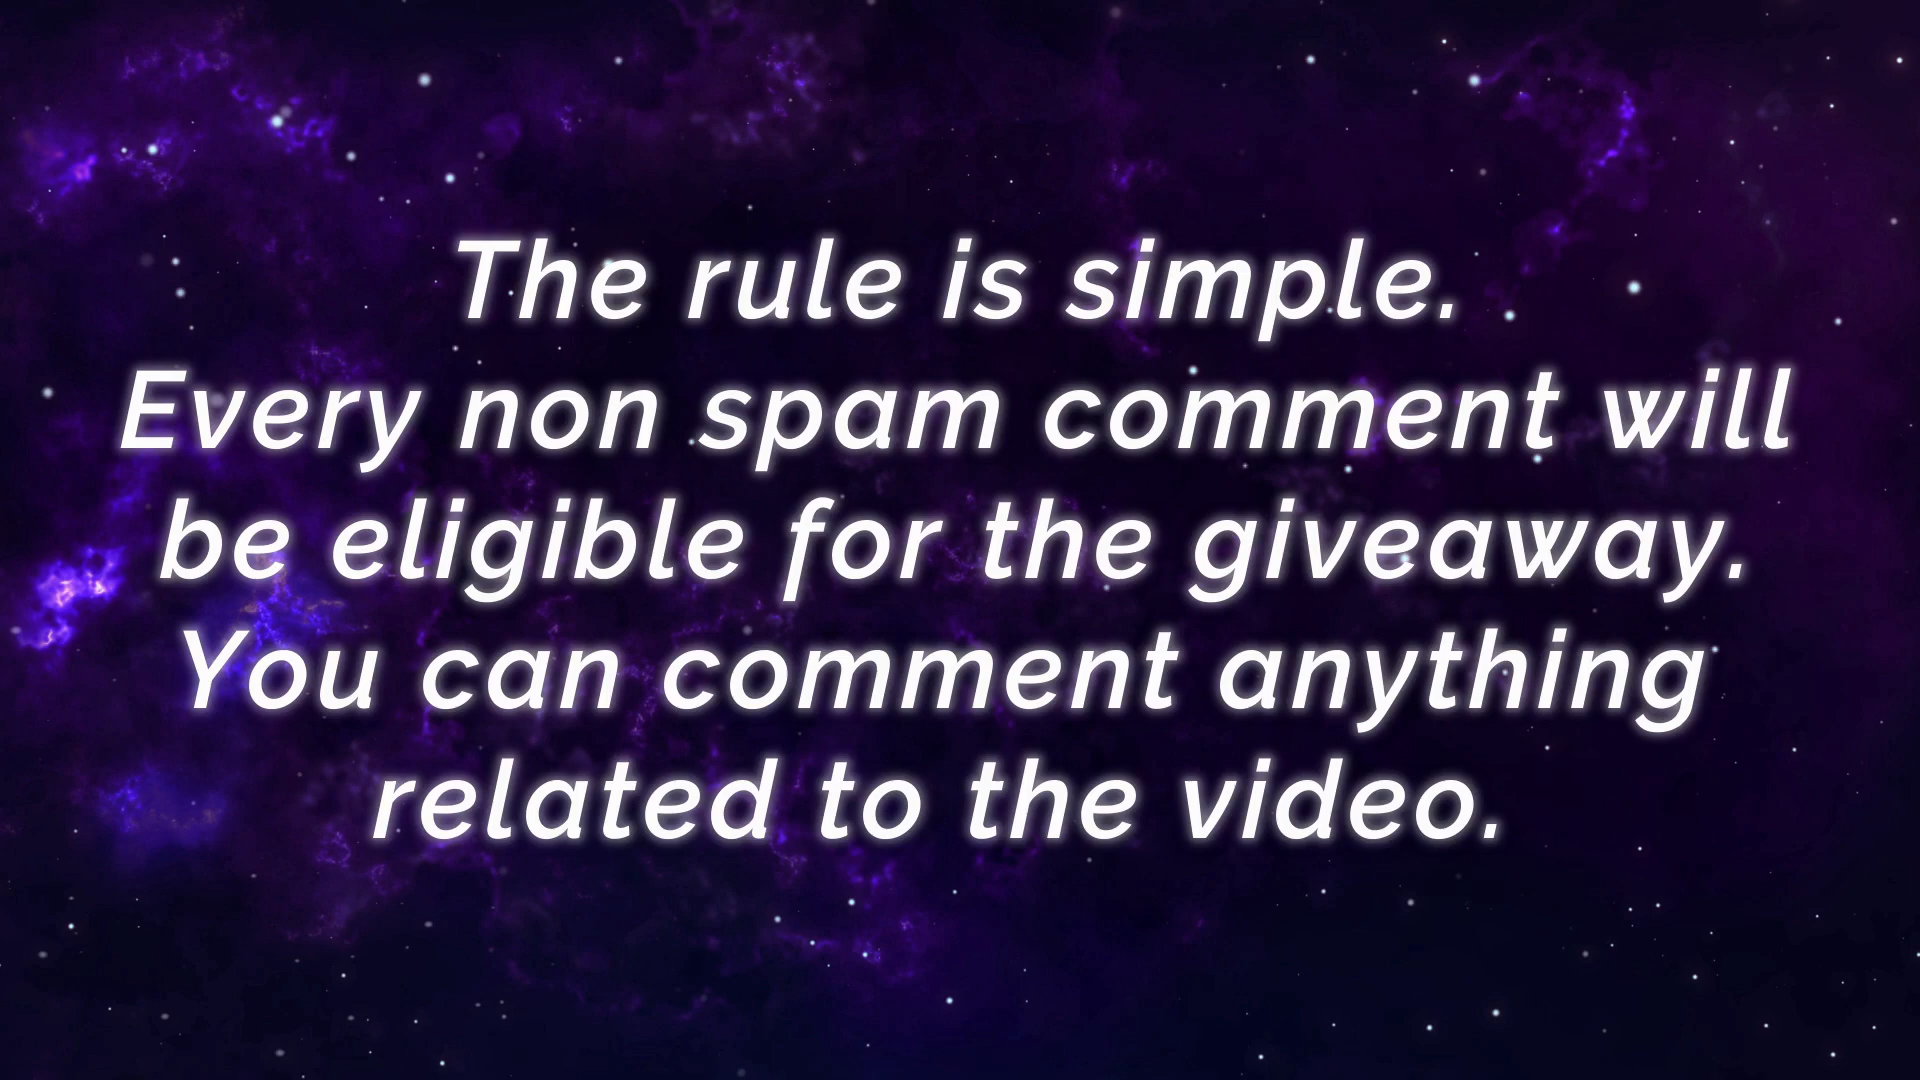 The rule is simple.
Every non spam comment will
be eligible for the giveaway.
You can comment anything
related to the video.